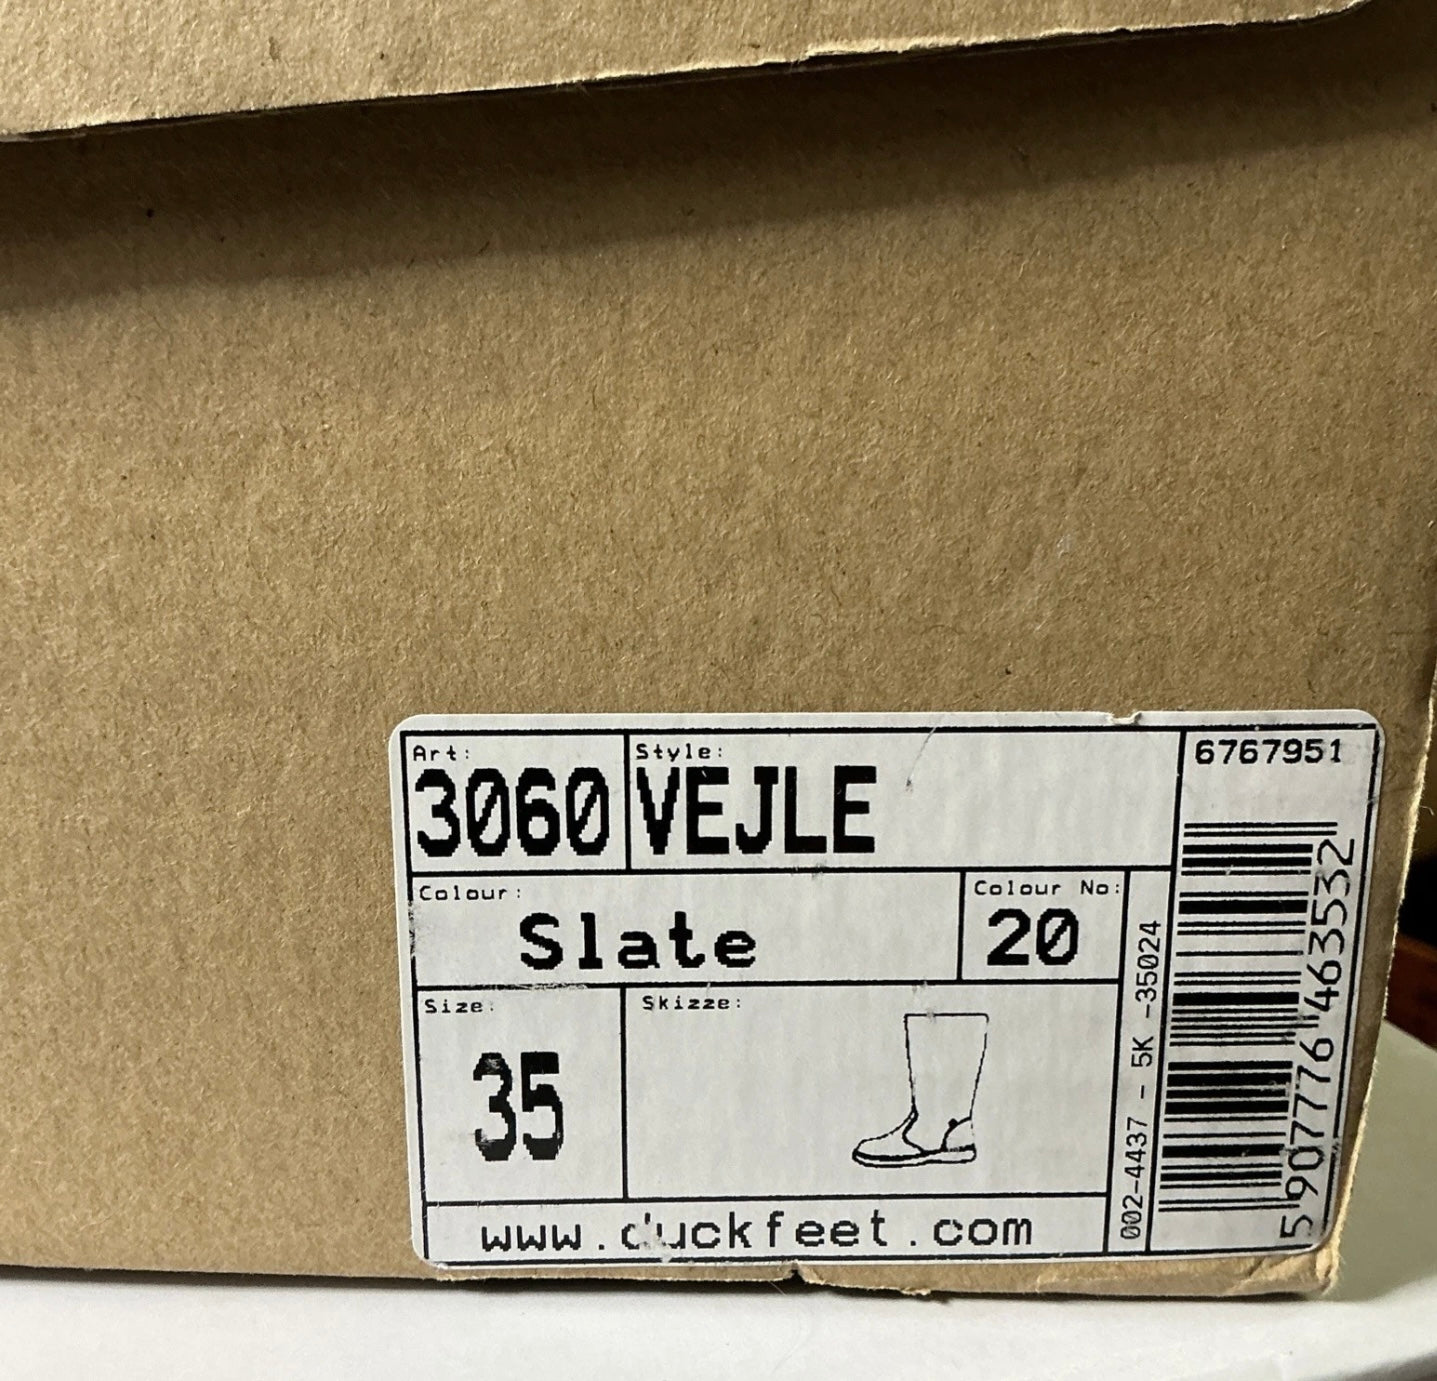 Art:
3060
Style:
VEJLE
6767951
Colour:
Slate
Colour No:
20
Size:
35
Skizze:
www.duckfeet.com
002-4437 - 5K -35024
5 907776 463532